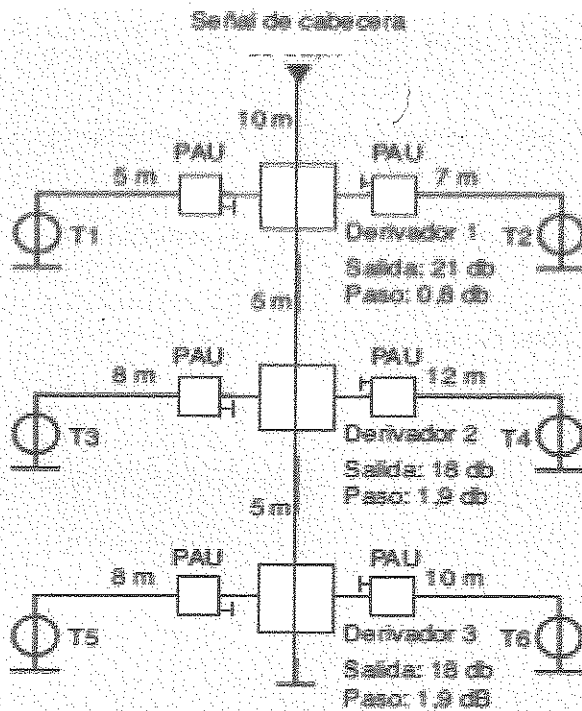 Señal de cabecera
10 m
PAU
PAU
5 m
7 m
T1
Derivador 1
T2
Salida: 21 db
Paso: 0,8 db
5 m
PAU
PAU
8 m
12 m
T3
Derivador 2
T4
Salida: 18 db
Paso: 1,9 db
5 m
PAU
PAU
8 m
10 m
T5
Derivador 3
T6
Salida: 18 db
Paso: 1,9 dB